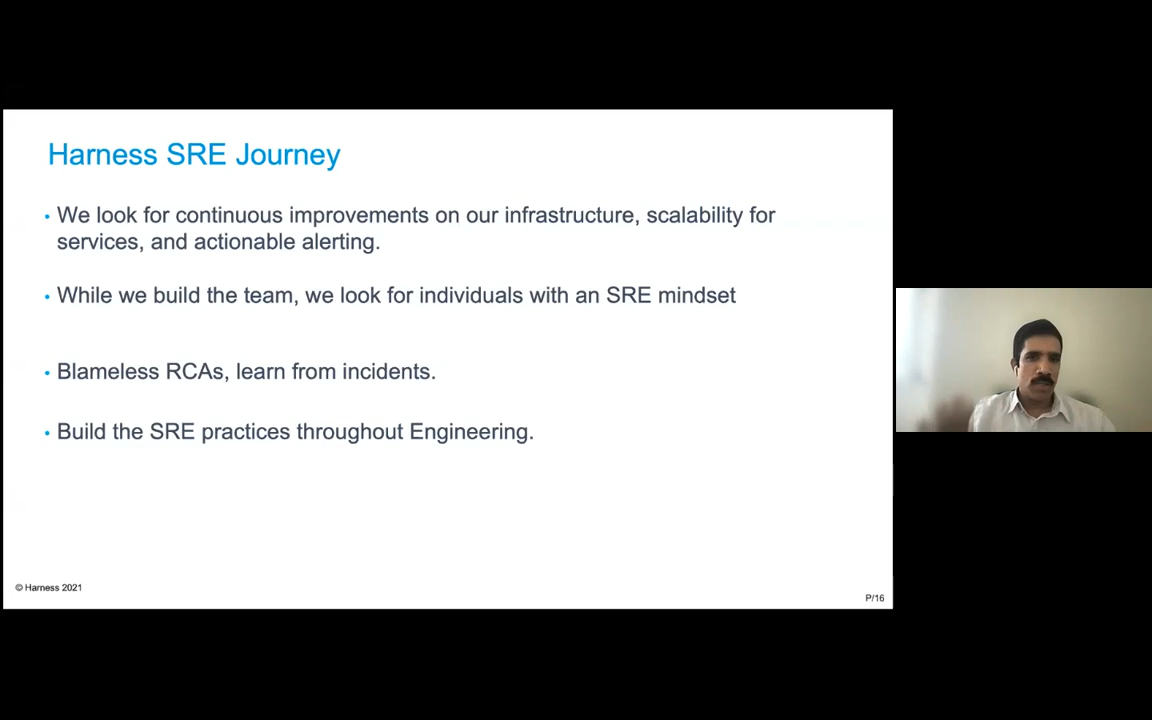 Harness SRE Journey
• We look for continuous improvements on our infrastructure, scalability for
services, and actionable alerting.
• While we build the team, we look for individuals with an SRE mindset
• Blameless RCAs, learn from incidents.
• Build the SRE practices throughout Engineering.
© Harness 2021
P/16